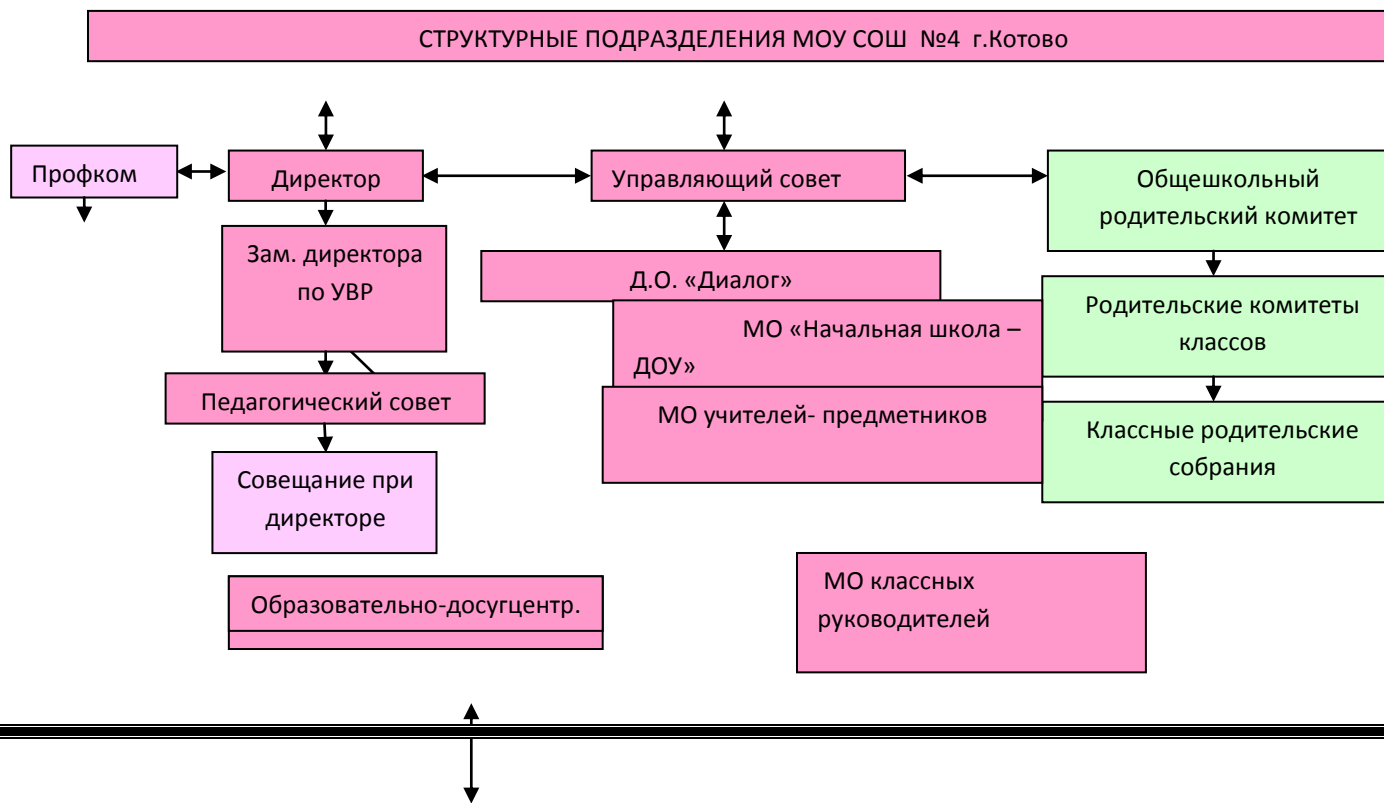 СТРУКТУРНЫЕ ПОДРАЗДЕЛЕНИЯ МОУ СОШ №4 г.Котово
Профком
Директор
Управляющий совет
Общешкольный
родительский комитет
Зам. директора
по УВР
Д.О. «Диалог»
МО «Начальная школа –
ДОУ»
Родительские комитеты
классов
Педагогический совет
МО учителей- предметников
Классные родительские
собрания
Совещание при
директоре
Образовательно-досугцентр.
МО классных
руководителей